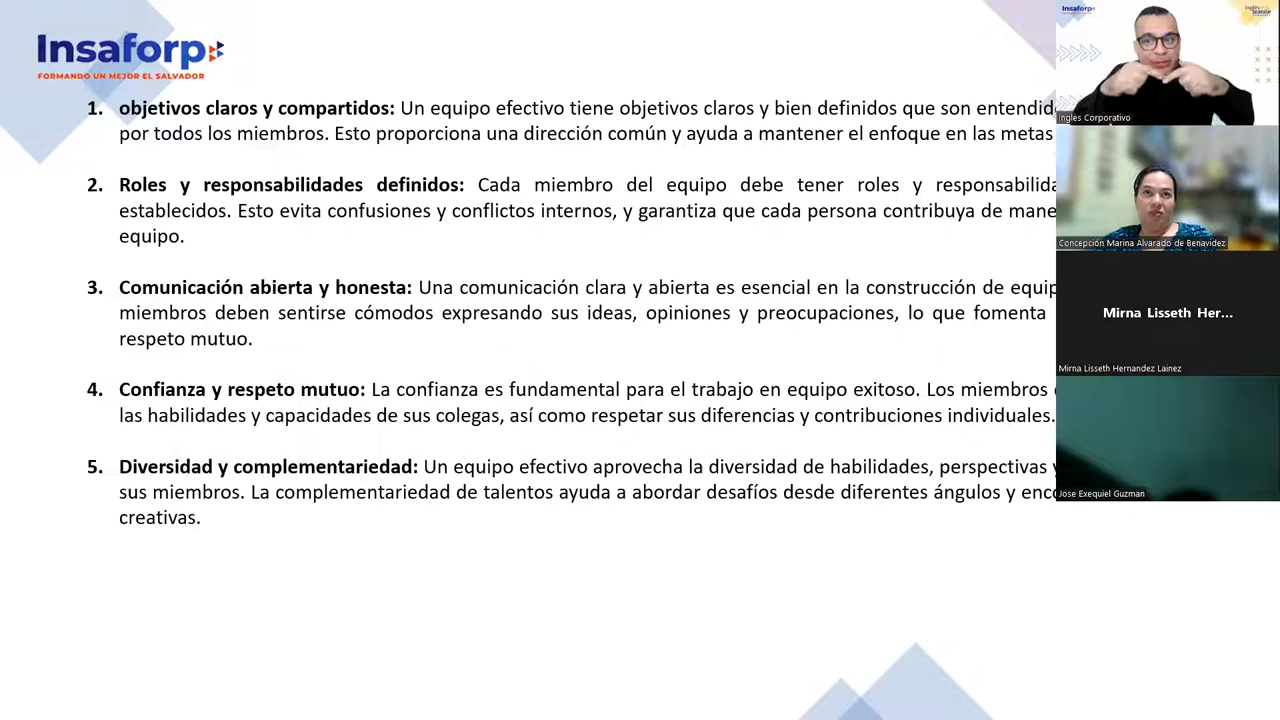 Insaforp
FORMANDO UN MEJOR EL SALVADOR
1. objetivos claros y compartidos: Un equipo efectivo tiene objetivos claros y bien definidos que son
por todos los miembros. Esto proporciona una dirección común y ayuda a mantener el enfoque en las metas
2. Roles y responsabilidades definidos: Cada miembro del equipo debe tener roles y
establecidos. Esto evita confusiones y conflictos internos, y garantiza que cada persona contribuya de
equipo.
3. Comunicación abierta y honesta: Una comunicación clara y abierta es esencial en la construcción de
miembros deben sentirse cómodos expresando sus ideas, opiniones y preocupaciones, lo que fomenta
respeto mutuo.
4. Confianza y respeto mutuo: La confianza es fundamental para el trabajo en equipo exitoso. Los miembros
las habilidades y capacidades de sus colegas, así como respetar sus diferencias y contribuciones individuales.
5. Diversidad y complementariedad: Un equipo efectivo aprovecha la diversidad de habilidades, perspectivas
sus miembros. La complementariedad de talentos ayuda a abordar desafíos desde diferentes ángulos y
creativas.
Insaforp
Ingles Corporativo
Concepción Marina Alvarado de Benavidez
Mirna Lisseth Her...
Mirna Lisseth Hernandez Lainez
Jose Exequiel Guzman